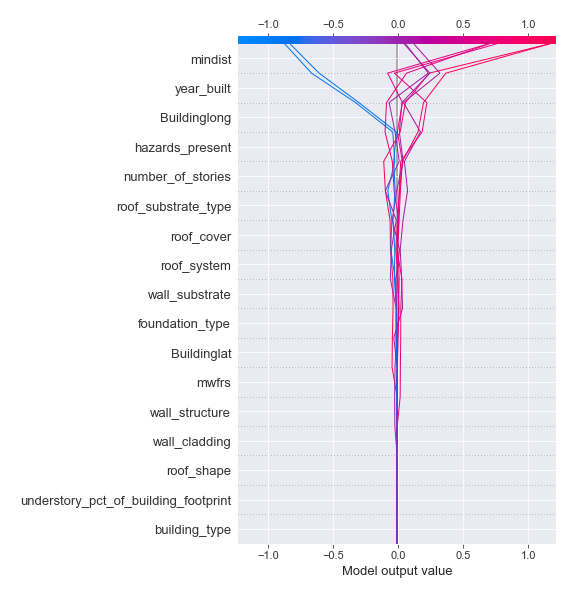 −1.0 −0.5 0.0 0.5 1.0
mindist
year_built
Buildinglong
hazards_present
number_of_stories
roof_substrate_type
roof_cover
roof_system
wall_substrate
foundation_type
Buildinglat
mwfrs
wall_structure
wall_cladding
roof_shape
understory_pct_of_building_footprint
building_type
−1.0 −0.5 0.0 0.5 1.0
Model output value